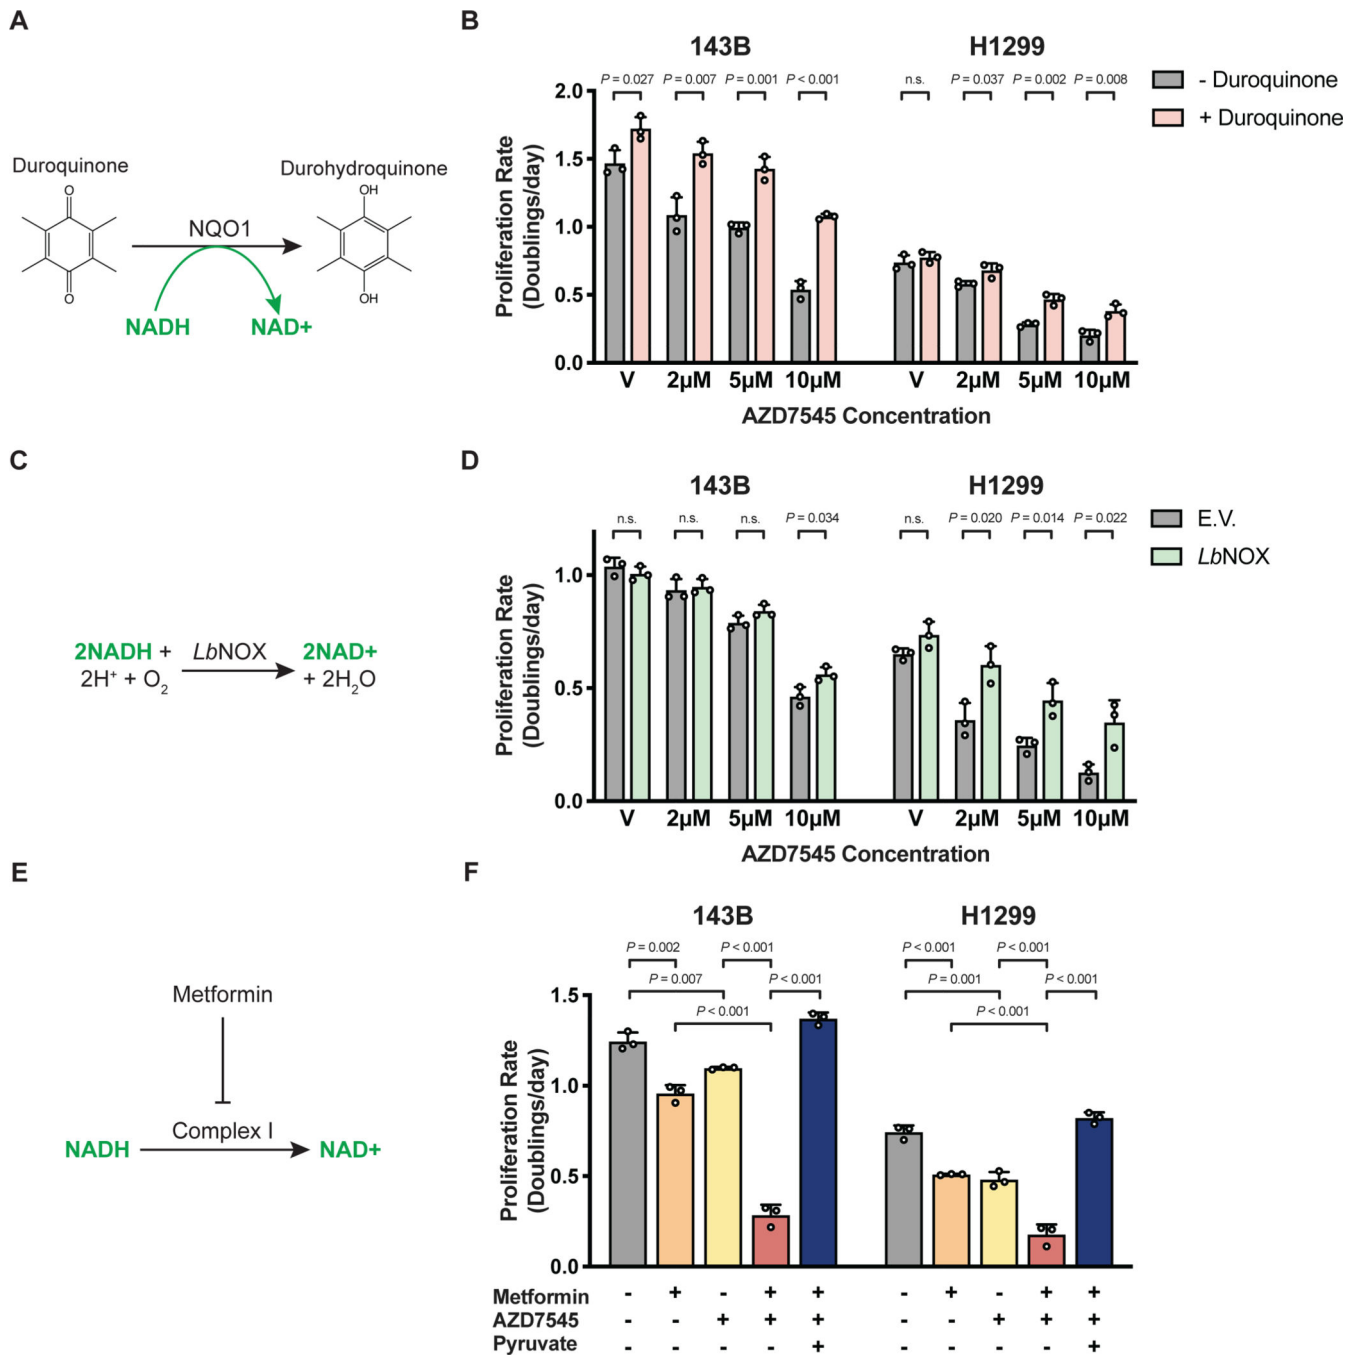 A
Duroquinone
Durohydroquinone
O
O
OH
OH
NQO1
NADH
NAD+
B
143B
H1299
P = 0.027
P = 0.007
P = 0.001
P < 0.001
n.s.
P = 0.037
P = 0.002
P = 0.008
- Duroquinone
+ Duroquinone
Proliferation Rate
(Doublings/day)
2.0
1.5
1.0
0.5
0.0
V
2µM
5µM
10µM
V
2µM
5µM
10µM
AZD7545 Concentration
C
2NADH +
2H⁺ + O₂
LbNOX
2NAD+
+ 2H₂O
D
143B
H1299
n.s.
n.s.
n.s.
P = 0.034
n.s.
P = 0.020
P = 0.014
P = 0.022
E.V.
LbNOX
Proliferation Rate
(Doublings/day)
1.0
0.5
0.0
V
2µM
5µM
10µM
V
2µM
5µM
10µM
AZD7545 Concentration
E
Metformin
Complex I
NADH
NAD+
F
143B
H1299
P = 0.002
P < 0.001
P = 0.007
P < 0.001
P < 0.001
P < 0.001
P < 0.001
P = 0.001
P < 0.001
P < 0.001
Proliferation Rate
(Doublings/day)
1.5
1.0
0.5
0.0
Metformin - + - + + - + - + +
AZD7545 - - + + + - - + + +
Pyruvate - - - - + - - - - +